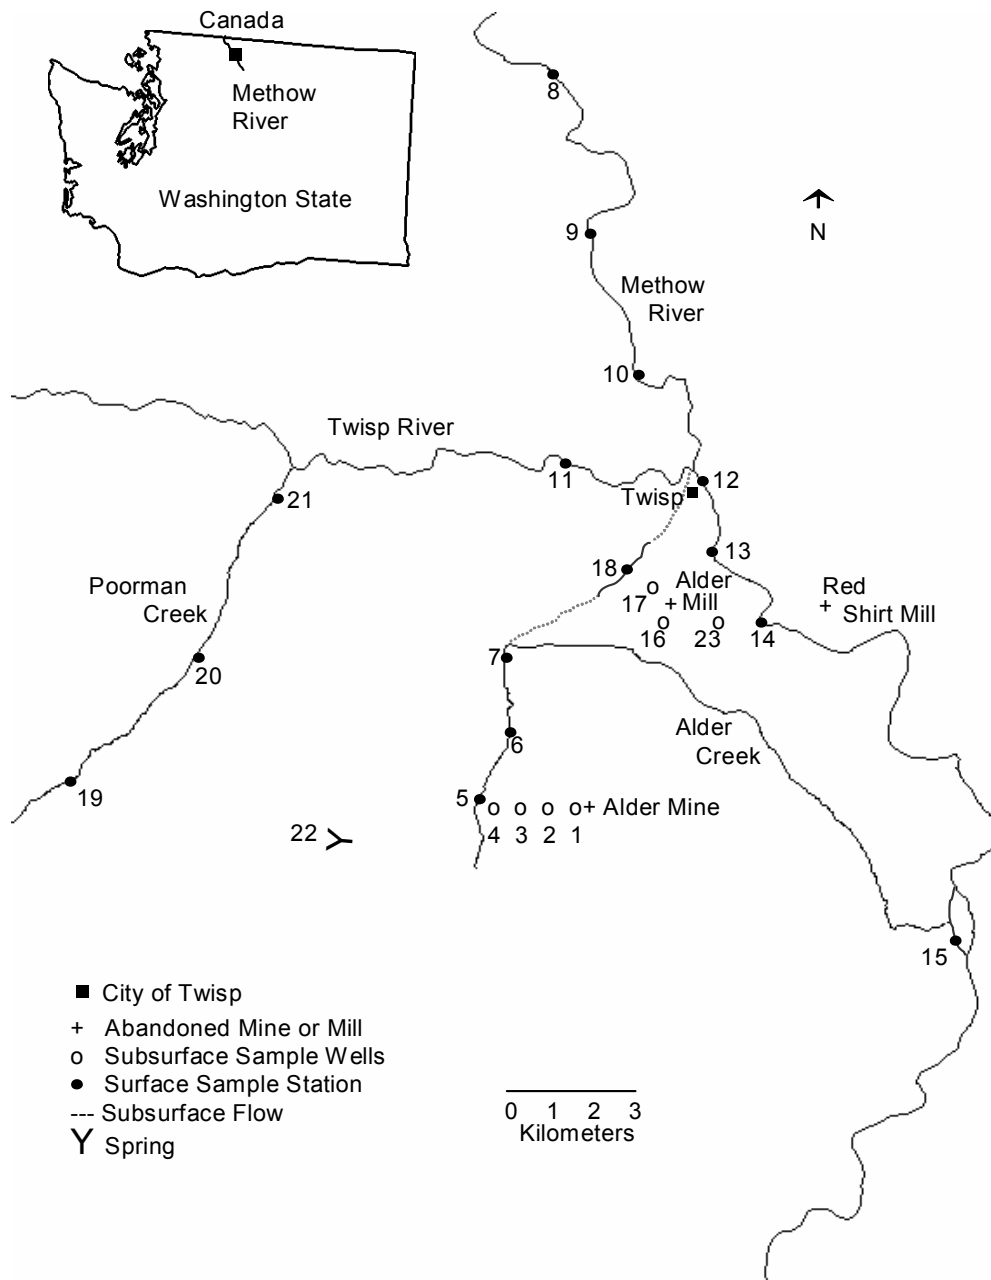 Canada
Methow
River
Washington State
8
N
9
Methow
River
10
Twisp River
11
12
Twisp
21
13
18
Alder
Mill
17
16
23
14
Red
Shirt Mill
Poorman
Creek
20
7
6
Alder
Creek
19
5
Alder Mine
4 3 2 1
22
15
City of Twisp
+ Abandoned Mine or Mill
o Subsurface Sample Wells
Surface Sample Station
--- Subsurface Flow
Y Spring
0 1 2 3
Kilometers